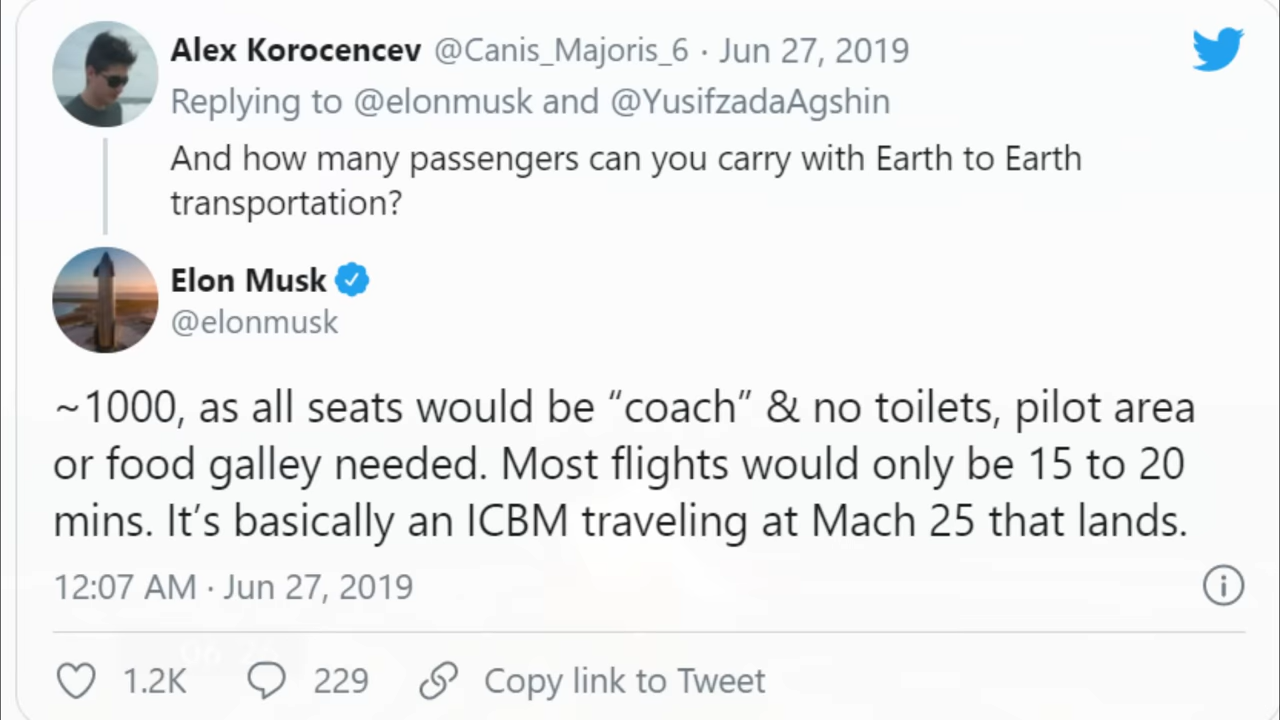 Alex Korocencev @Canis_Majoris_6 · Jun 27, 2019
Replying to @elonmusk and @YusifzadaAgshin
And how many passengers can you carry with Earth to Earth
transportation?
Elon Musk
@elonmusk
~1000, as all seats would be “coach” & no toilets, pilot area
or food galley needed. Most flights would only be 15 to 20
mins. It’s basically an ICBM traveling at Mach 25 that lands.
12:07 AM · Jun 27, 2019
1.2K 229 Copy link to Tweet